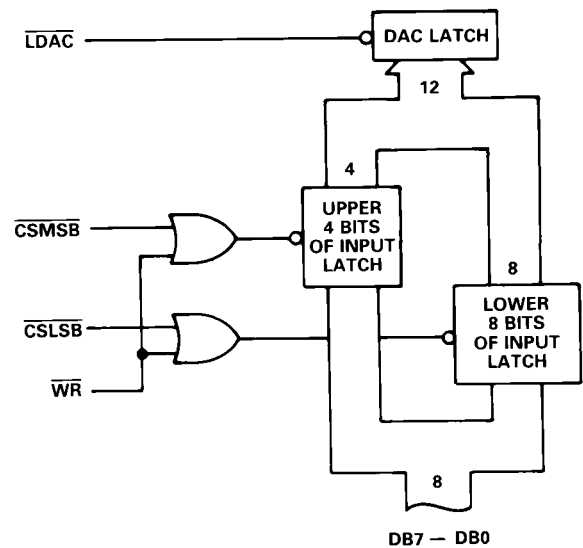 LDAC
DAC LATCH
12
4
UPPER
4 BITS
OF INPUT
LATCH
CSMSB
8
LOWER
8 BITS
OF INPUT
LATCH
CSLSB
WR
8
DB7 — DB0